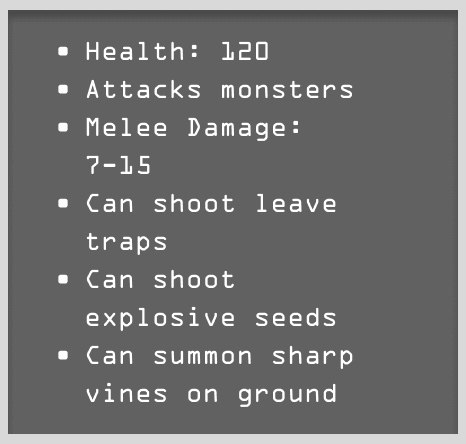 ▪ Health: 120
▪ Attacks monsters
▪ Melee Damage:
7-15
▪ Can shoot leave
traps
▪ Can shoot
explosive seeds
▪ Can summon sharp
vines on ground